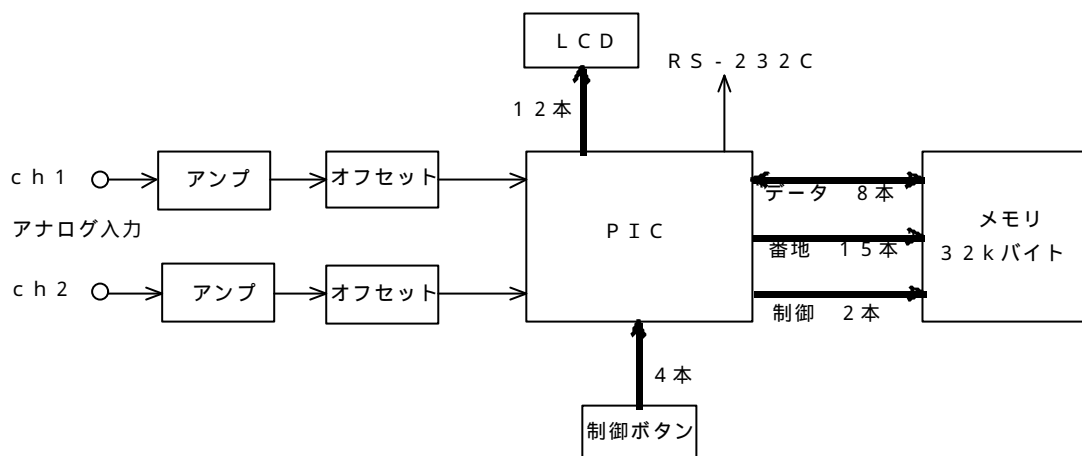 LCD
RS-232C
12本
ch1
アンプ
オフセット
データ 8本
アナログ入力
PIC
メモリ
番地 15本
32kバイト
ch2
アンプ
オフセット
制御 2本
4本
制御ボタン